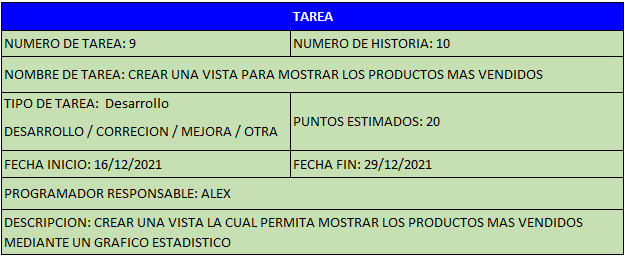 TAREA
NUMERO DE TAREA: 9
NUMERO DE HISTORIA: 10
NOMBRE DE TAREA: CREAR UNA VISTA PARA MOSTRAR LOS PRODUCTOS MAS VENDIDOS
TIPO DE TAREA: Desarrollo
DESARROLLO / CORRECION / MEJORA / OTRA
PUNTOS ESTIMADOS: 20
FECHA INICIO: 16/12/2021
FECHA FIN: 29/12/2021
PROGRAMADOR RESPONSABLE: ALEX
DESCRIPCION: CREAR UNA VISTA LA CUAL PERMITA MOSTRAR LOS PRODUCTOS MAS VENDIDOS
MEDIANTE UN GRAFICO ESTADISTICO